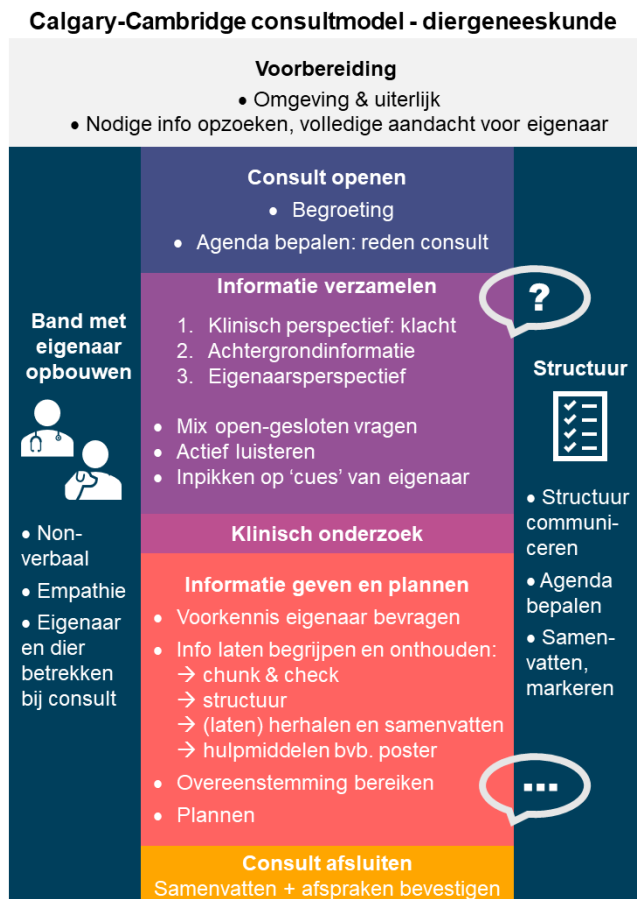 Calgary-Cambridge consultmodel - diergeneeskunde
Voorbereiding
• Omgeving & uiterlijk
• Nodige info opzoeken, volledige aandacht voor eigenaar
Consult openen
• Begroeting
• Agenda bepalen: reden consult
Informatie verzamelen
?
1. Klinisch perspectief: klacht
2. Achtergrondinformatie
3. Eigenaarsperspectief
• Mix open-gesloten vragen
• Actief luisteren
• Inpikken op ‘cues’ van eigenaar
Klinisch onderzoek
Informatie geven en plannen
• Voorkennis eigenaar bevragen
• Info laten begrijpen en onthouden:
→ chunk & check
→ structuur
→ (laten) herhalen en samenvatten
→ hulpmiddelen bvb. poster
• Overeenstemming bereiken
• Plannen
...
Consult afsluiten
Samenvatten + afspraken bevestigen
Band met
eigenaar
opbouwen
• Non-
verbaal
• Empathie
• Eigenaar
en dier
betrekken
bij consult
Structuur
• Structuur
communi-
ceren
• Agenda
bepalen
• Samen-
vatten,
markeren